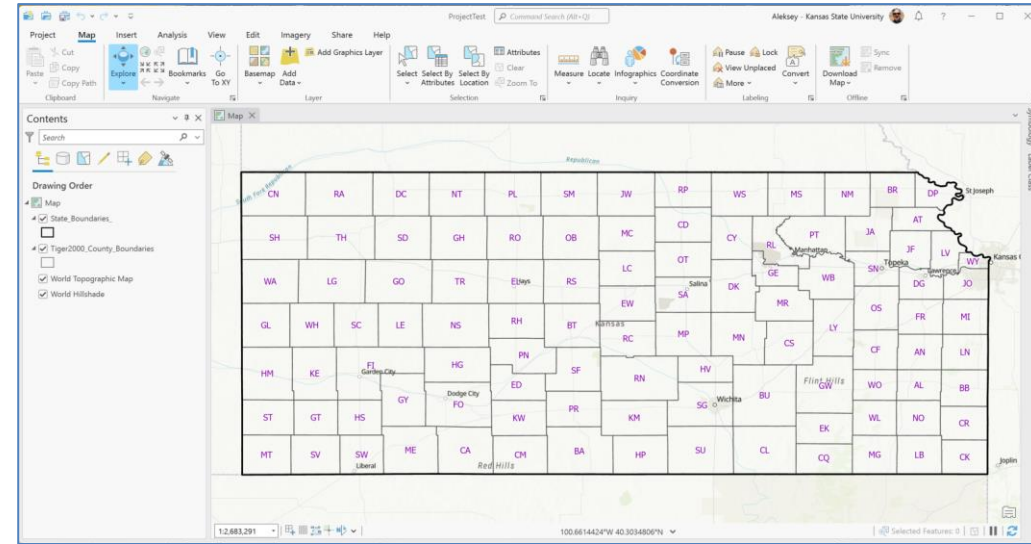 ProjectTest
Command Search (Alt+Q)
Aleksey - Kansas State University
?
Project Map Insert Analysis View Edit Imagery Share Help
Paste
Cut
Copy
Copy Path
Clipboard
Explore
Bookmarks
Go To XY
Navigate
Basemap
Add Data
Add Graphics Layer
Layer
Select
Select By Attributes
Select By Location
Attributes
Clear
Zoom To
Selection
Measure
Locate
Infographics
Coordinate Conversion
Inquiry
Pause
Lock
View Unplaced
More
Convert
Labeling
Download Map
Sync
Remove
Offline
Contents
Search
Drawing Order
Map
State_Boundaries_
Tiger2000_County_Boundaries
World Topographic Map
World Hillshade
Map
Republican
South Fork Republican
CN RA DC NT PL SM JW RP WS MS NM BR DP St Joseph
SH TH SD GH RO OB MC CD CY RL PT JA AT
Manhattan
JF LV WY Kansas C
OT
WA LG GO TR EL Hays RS LC SA Salina DK GE WB SN Topeka DG Lawrence JO
EW MR OS FR MI
GL WH SC LE NS RH BT Kansas RC MP MN CS LY
CF AN LN
HM KE FI Garden City HG PN SF RN HV
ED SG Wichita BU Flint Hills GW WO AL BB
GY Dodge City FO
ST GT HS KW PR KM EK WL NO CR
MT SV SW Liberal ME CA CM Red Hills BA HP SU CL CQ MG LB CK Joplin
1:2,683,291
100.6614424°W 40.3034806°N
Selected Features: 0